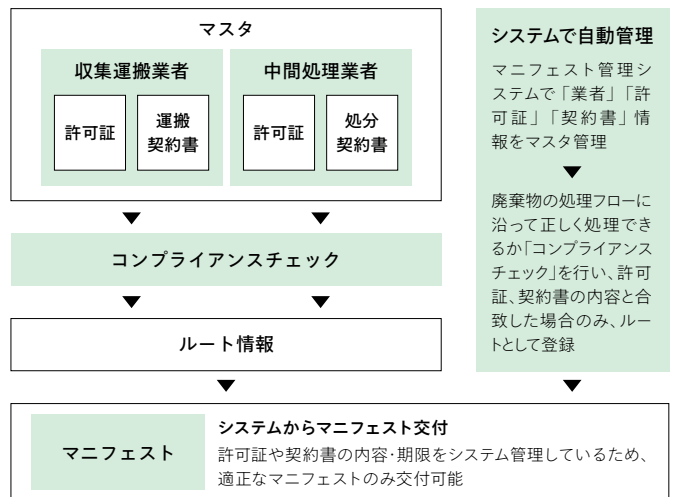 マスタ
収集運搬業者
許可証
運搬
契約書
中間処理業者
許可証
処分
契約書
コンプライアンスチェック
ルート情報
システムで自動管理
マニフェスト管理シ
ステムで「業者」「許
可証」「契約書」情
報をマスタ管理
廃棄物の処理フローに
沿って正しく処理でき
るか「コンプライアンス
チェック」を行い、許可
証、契約書の内容と合
致した場合のみ、ルー
トとして登録
マニフェスト
システムからマニフェスト交付
許可証や契約書の内容・期限をシステム管理しているため、
適正なマニフェストのみ交付可能